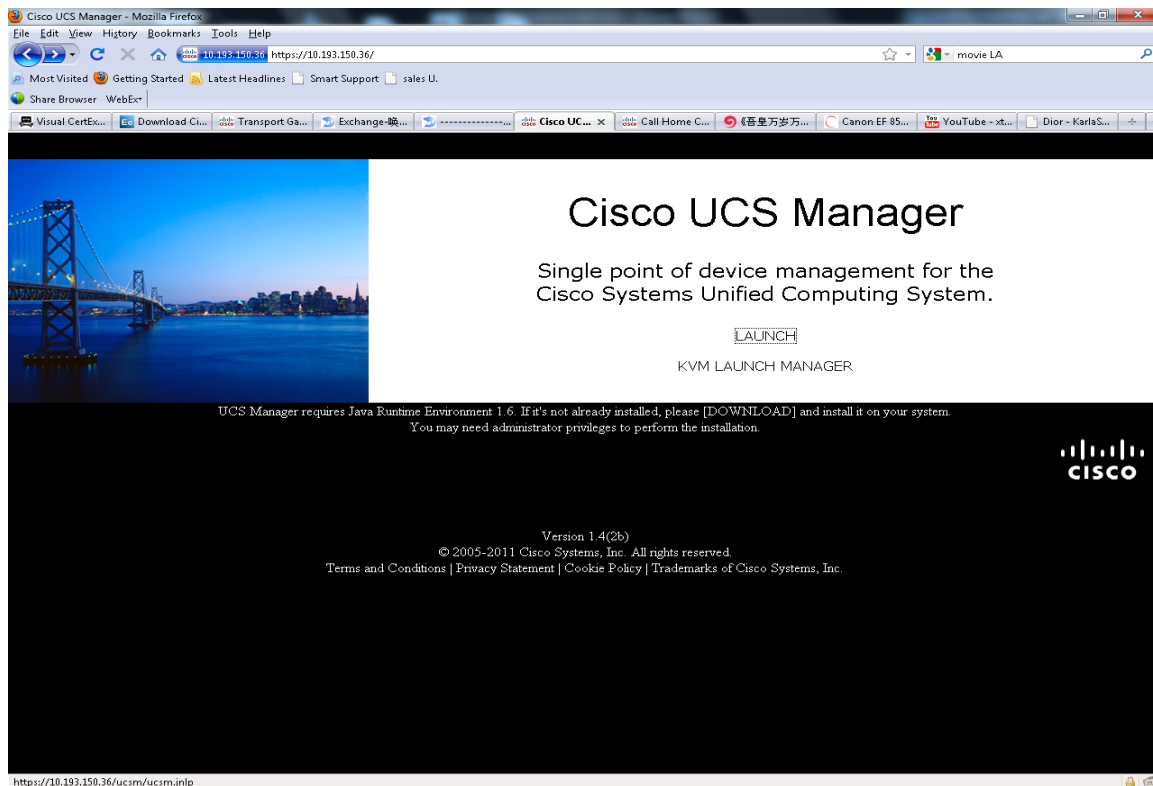 Cisco UCS Manager - Mozilla Firefox
File Edit View History Bookmarks Tools Help
10.193.150.36 https://10.193.150.36/
movie LA
Most Visited Getting Started Latest Headlines Smart Support sales U.
Share Browser WebEx
Visual CertEx... Download Ci... Transport Ga... Exchange-唤... --------------... Cisco UC... Call Home C... 《吾皇万岁万... Canon EF 85... YouTube - xt... Dior - KarlaS...
Cisco UCS Manager
Single point of device management for the
Cisco Systems Unified Computing System.
LAUNCH
KVM LAUNCH MANAGER
UCS Manager requires Java Runtime Environment 1.6. If it's not already installed, please [DOWNLOAD] and install it on your system.
You may need administrator privileges to perform the installation.
CISCO
Version 1.4(2b)
© 2005-2011 Cisco Systems, Inc. All rights reserved.
Terms and Conditions | Privacy Statement | Cookie Policy | Trademarks of Cisco Systems, Inc.
https://10.193.150.36/ucsm/ucsm.jnlp